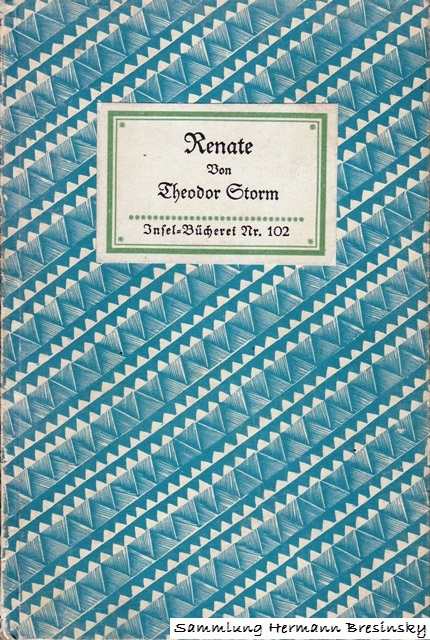 Renate
Von
Theodor Storm
Insel-Bücherei Nr. 102
Sammlung Hermann Bresinsky